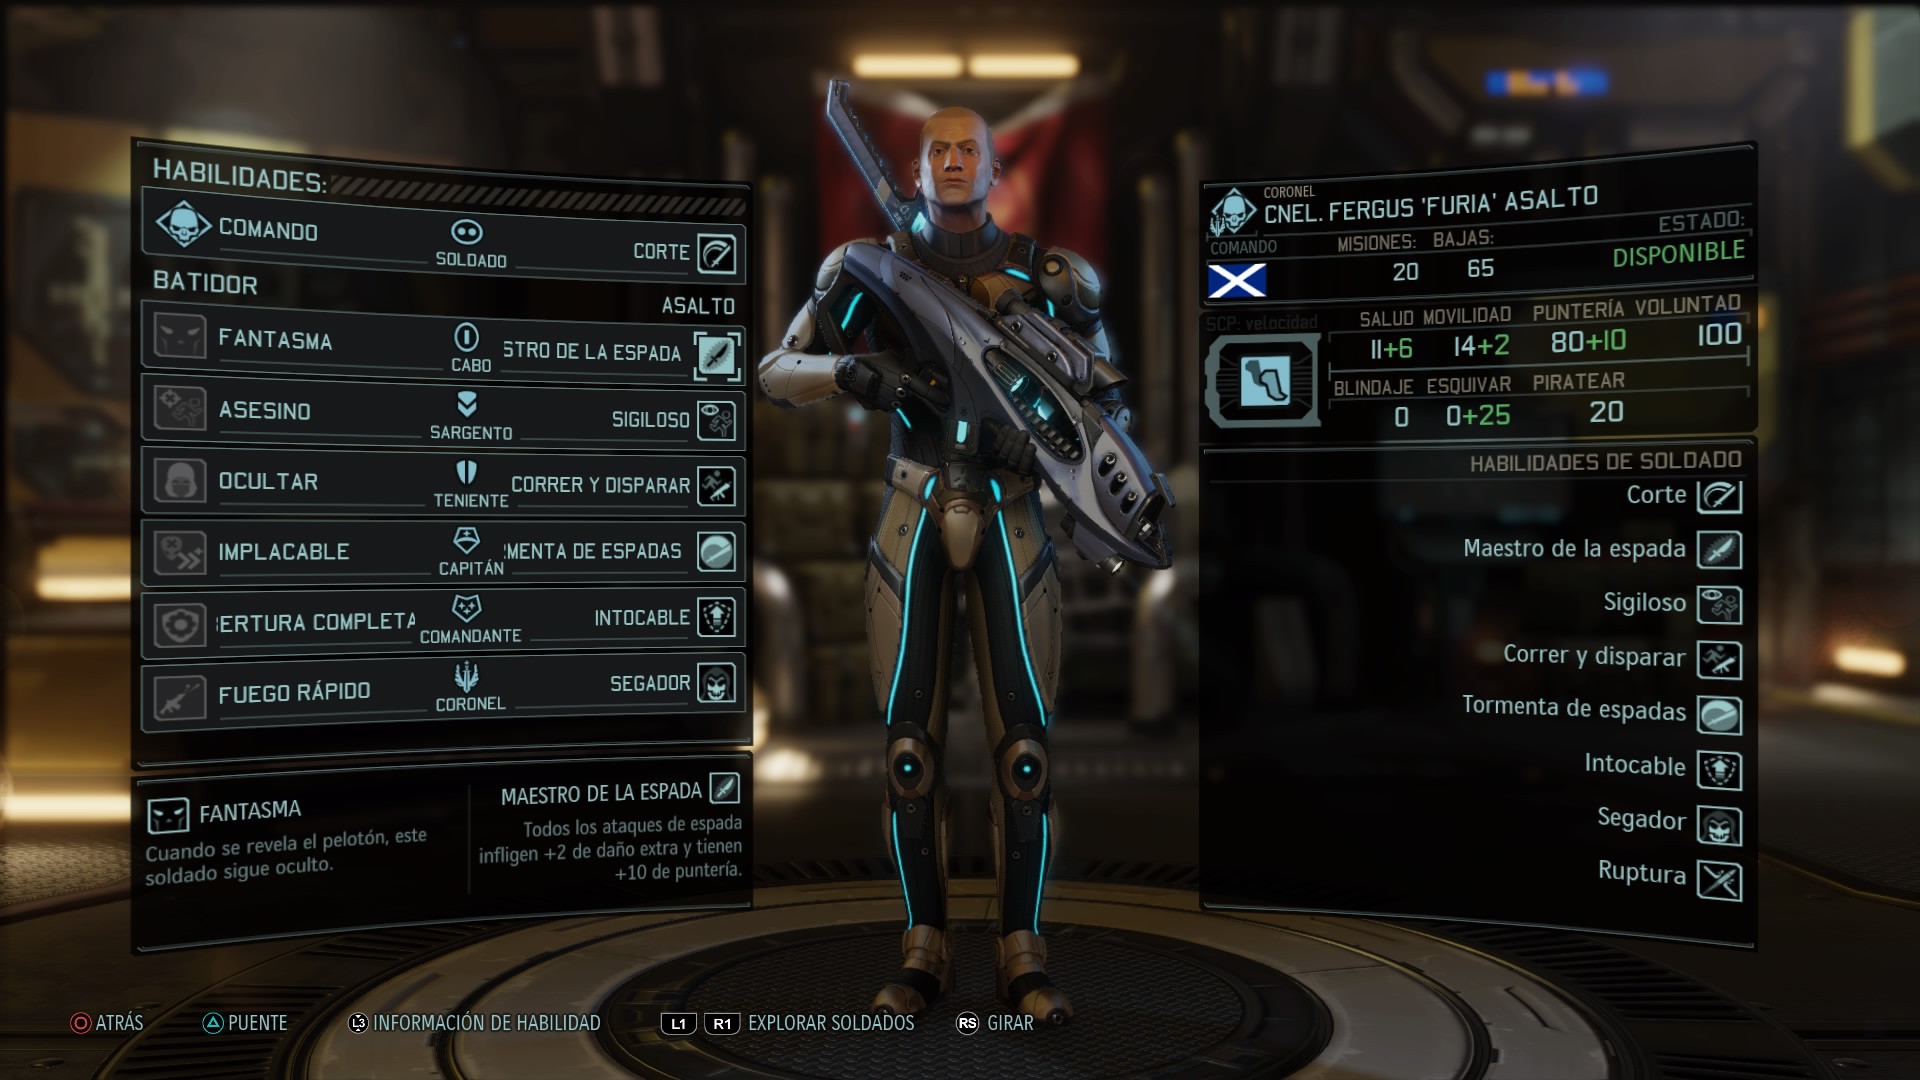 HABILIDADES:
COMANDO
SOLDADO
CORTE
BATIDOR
ASALTO
FANTASMA
CABO
STRO DE LA ESPADA
ASESINO
SARGENTO
SIGILOSO
OCULTAR
TENIENTE
CORRER Y DISPARAR
IMPLACABLE
CAPITÁN
RMENTA DE ESPADAS
BERTURA COMPLETA
COMANDANTE
INTOCABLE
FUEGO RÁPIDO
CORONEL
SEGADOR
FANTASMA
Cuando se revela el pelotón, este
soldado sigue oculto.
MAESTRO DE LA ESPADA
Todos los ataques de espada
infligen +2 de daño extra y tienen
+10 de puntería.
CORONEL
CNEL. FERGUS 'FURIA' ASALTO
COMANDO
MISIONES: BAJAS:
20 65
ESTADO:
DISPONIBLE
SCP: velocidad
SALUD MOVILIDAD PUNTERÍA VOLUNTAD
11+6 14+2 80+10 100
BLINDAJE ESQUIVAR PIRATEAR
0 0+25 20
HABILIDADES DE SOLDADO
Corte
Maestro de la espada
Sigiloso
Correr y disparar
Tormenta de espadas
Intocable
Segador
Ruptura
ATRÁS
PUENTE
L3 INFORMACIÓN DE HABILIDAD
L1 R1 EXPLORAR SOLDADOS
RS GIRAR